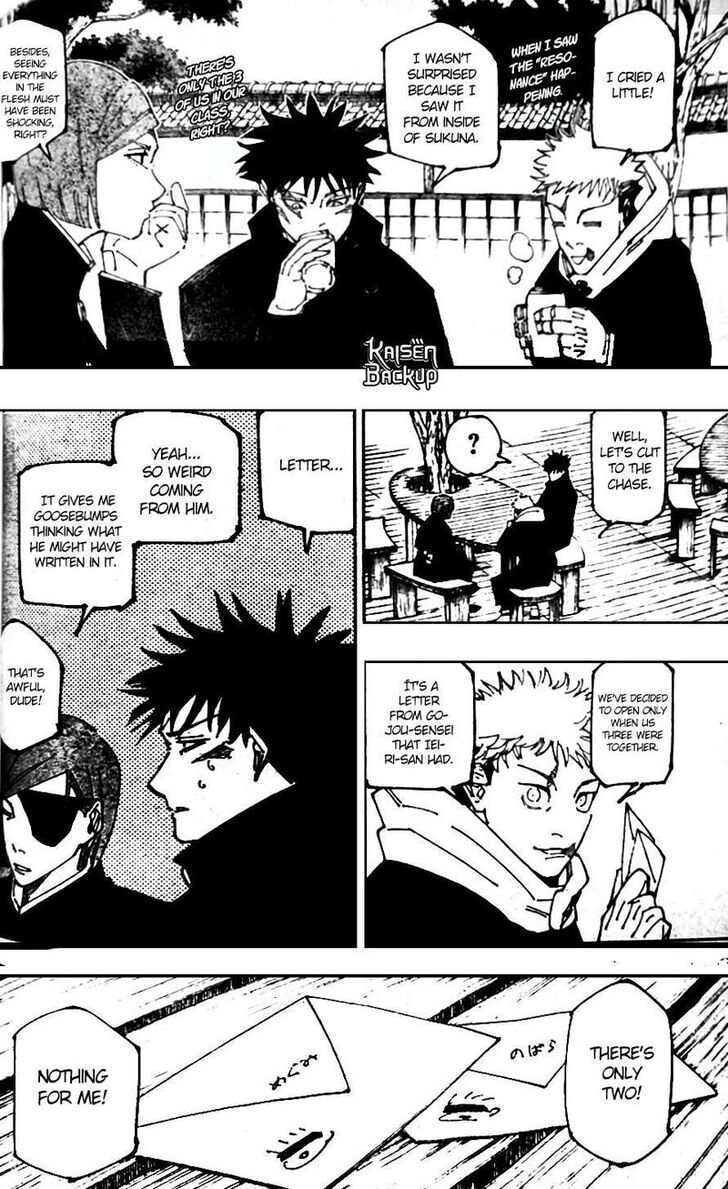 I CRIED A
LITTLE!
WHEN I SAW
THE "RESO-
NANCE" HAP-
PENING.
I WASN'T
SURPRISED
BECAUSE I
SAW IT
FROM INSIDE
OF SUKUNA.
THERE'S
ONLY THE 3
OF US IN OUR
CLASS,
RIGHT?
BESIDES,
SEEING
EVERYTHING
IN THE
FLESH MUST
HAVE BEEN
SHOCKING,
RIGHT?
KAISEN
BACKUP
WELL,
LET'S CUT
TO THE
CHASE.
?
WE'VE DECIDED
TO OPEN ONLY
WHEN US
THREE WERE
TOGETHER.
IT'S A
LETTER
FROM GO-
JOU-SENSEI
THAT IEI-
RI-SAN HAD.
LETTER...
YEAH...
SO WEIRD
COMING
FROM HIM.
IT GIVES ME
GOOSEBUMPS
THINKING WHAT
HE MIGHT HAVE
WRITTEN IN IT.
THAT'S
AWFUL,
DUDE!
THERE'S
ONLY
TWO!
のばら
めぐみ
NOTHING
FOR ME!